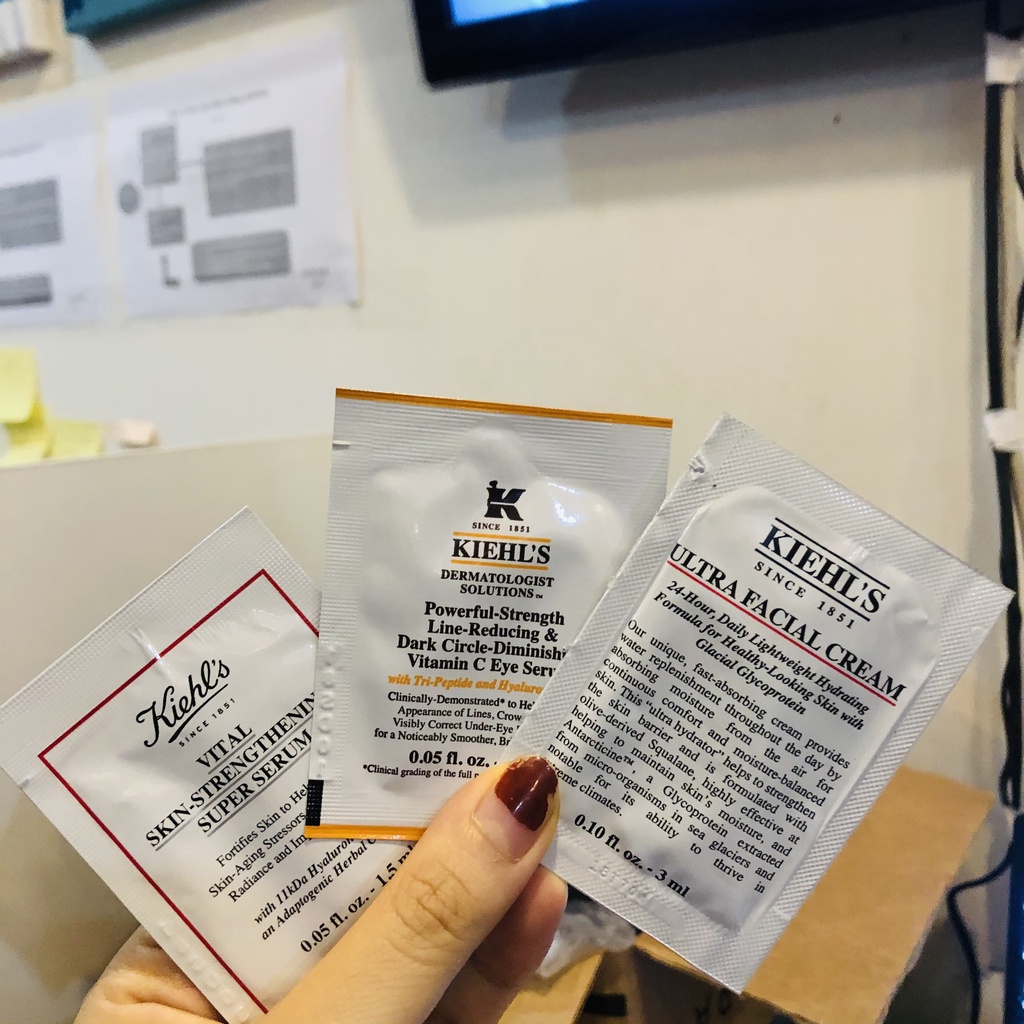 Kiehl's
SINCE 1851
VITAL
SKIN-STRENGTHENIN
SUPER SERUM
Fortifies Skin to Hel
Skin-Aging Stressors
Radiance and Im
with 11kDa Hyaluron
an Adaptogenic Herbal
0.05 fl. oz. - 1.5 m
K
SINCE 1851
KIEHL'S
DERMATOLOGIST
SOLUTIONS™
Powerful-Strength
Line-Reducing &
Dark Circle-Diminishi
Vitamin C Eye Seru
with Tri-Peptide and Hyaluro
Clinically-Demonstrated* to He
Appearance of Lines, Crow
Visibly Correct Under-Eye
for a Noticeably Smoother, Br
0.05 fl. oz.
*Clinical grading of the full
KIEHL'S
SINCE 1851
ULTRA FACIAL CREAM
24-Hour, Daily Lightweight Hydrating
Formula for Healthy-Looking Skin with
Glacial Glycoprotein
Our unique, fast-absorbing cream provides
water replenishment throughout the day by
absorbing moisture from the air for
continuous comfort and moisture-balanced
skin. This "ultra hydrator" helps to strengthen
the skin barrier and is formulated with
olive-derived Squalane, highly effective at
helping to maintain skin's moisture, and
Antarcticine™, a Glycoprotein extracted
from micro-organisms in sea glaciers and
notable for its ability to thrive in
eme climates.
0.10 fl. oz. - 3 ml